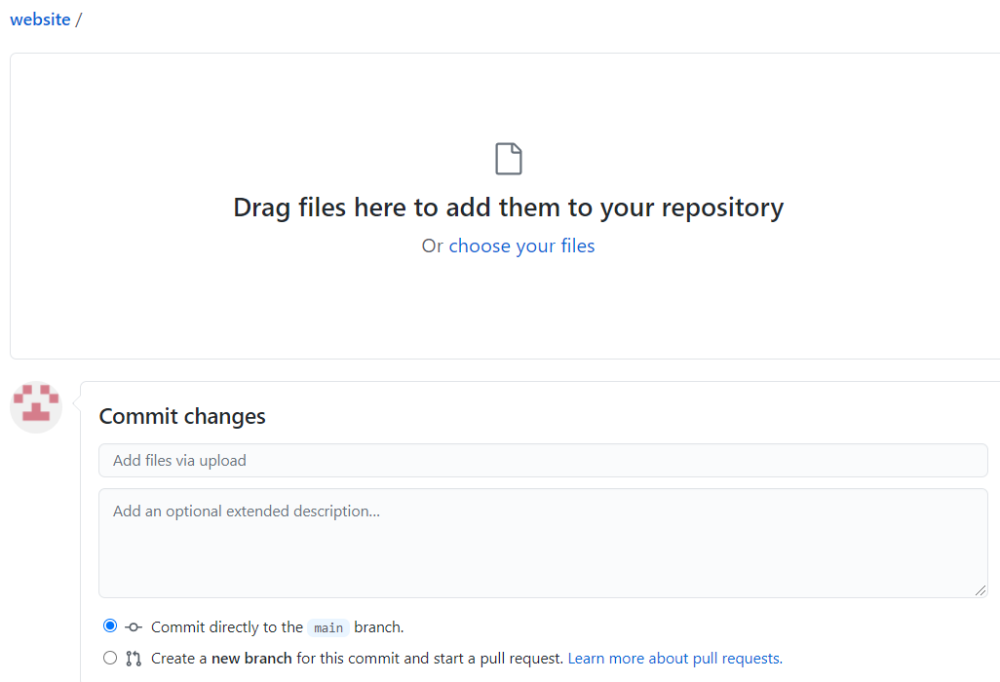 website /
Drag files here to add them to your repository
Or choose your files
Commit changes
Add files via upload
Add an optional extended description...
Commit directly to the main branch.
Create a new branch for this commit and start a pull request. Learn more about pull requests.